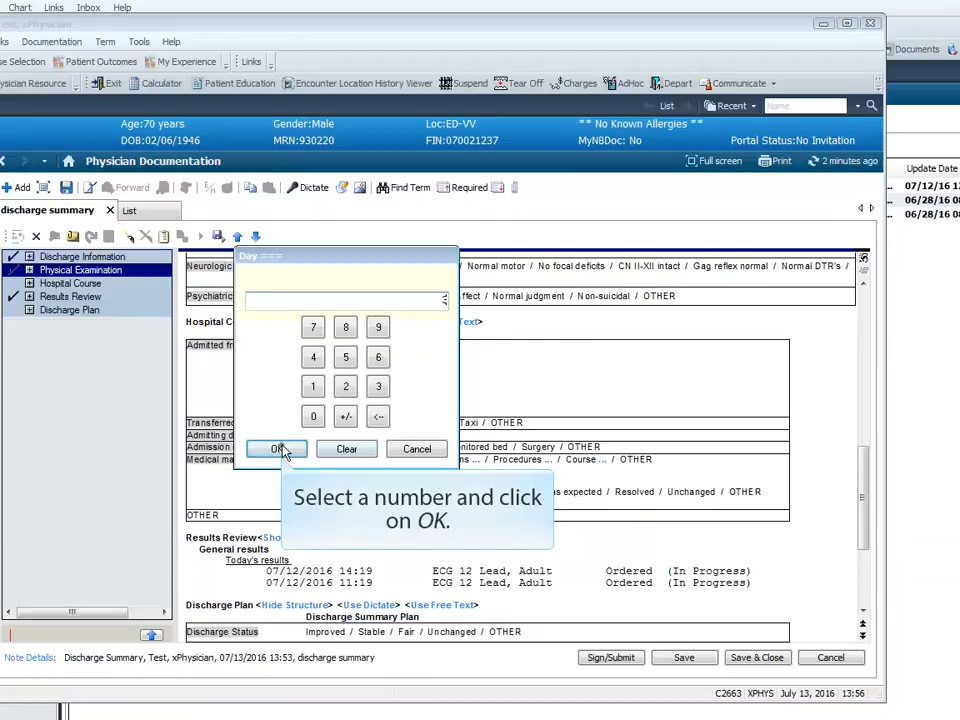 Chart Links Inbox Help
est, xPhysician
ks Documentation Term Tools Help
se Selection Patient Outcomes My Experience Links
ysician Resource Exit Calculator Patient Education Encounter Location History Viewer Suspend Tear Off Charges AdHoc Depart Communicate
Documents
List Recent Name
Age:70 years Gender:Male Loc:ED-VV ** No Known Allergies **
DOB:02/06/1946 MRN:930220 FIN:070021237 MyNBDoc: No Portal Status:No Invitation
Physician Documentation Full screen Print 2 minutes ago
Update Date
Add Forward Dictate Find Term Required
... 07/12/16 1
... 06/28/16 0
... 06/28/16 0
discharge summary List
Discharge Information
Physical Examination
Hospital Course
Results Review
Discharge Plan
Day ===
7 8 9
4 5 6
1 2 3
0 +/- <--
OK Clear Cancel
Select a number and click
on OK.
Neurologic / Normal motor / No focal deficits / CN II-XII intact / Gag reflex normal / Normal DTR's /
Psychiatric ffect / Normal judgment / Non-suicidal / OTHER
Hospital C Text>
Admitted fr
Transferred Taxi / OTHER
Admitting d
Admission nitored bed / Surgery / OTHER
Medical ma ns ... / Procedures ... / Course ... / OTHER
s expected / Resolved / Unchanged / OTHER
OTHER
Results Review <Sho
General results
Today's results
07/12/2016 14:19 ECG 12 Lead, Adult Ordered (In Progress)
07/12/2016 11:19 ECG 12 Lead, Adult Ordered (In Progress)
Discharge Plan <Hide Structure> <Use Dictate> <Use Free Text>
Discharge Summary Plan
Discharge Status Improved / Stable / Fair / Unchanged / OTHER
Note Details: Discharge Summary, Test, xPhysician, 07/13/2016 13:53, discharge summary
Sign/Submit Save Save & Close Cancel
C2663 XPHYS July 13, 2016 13:56